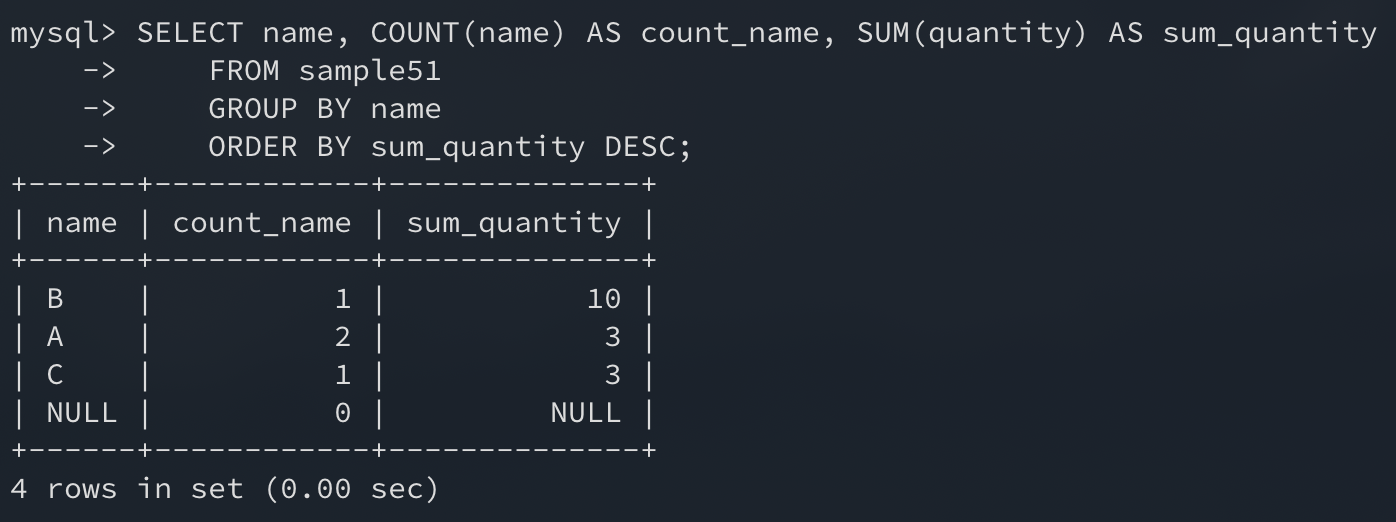 mysql> SELECT name, COUNT(name) AS count_name, SUM(quantity) AS sum_quantity
    ->     FROM sample51
    ->     GROUP BY name
    ->     ORDER BY sum_quantity DESC;
+------+------------+--------------+
| name | count_name | sum_quantity |
+------+------------+--------------+
| B    |          1 |           10 |
| A    |          2 |            3 |
| C    |          1 |            3 |
| NULL |          0 |         NULL |
+------+------------+--------------+
4 rows in set (0.00 sec)